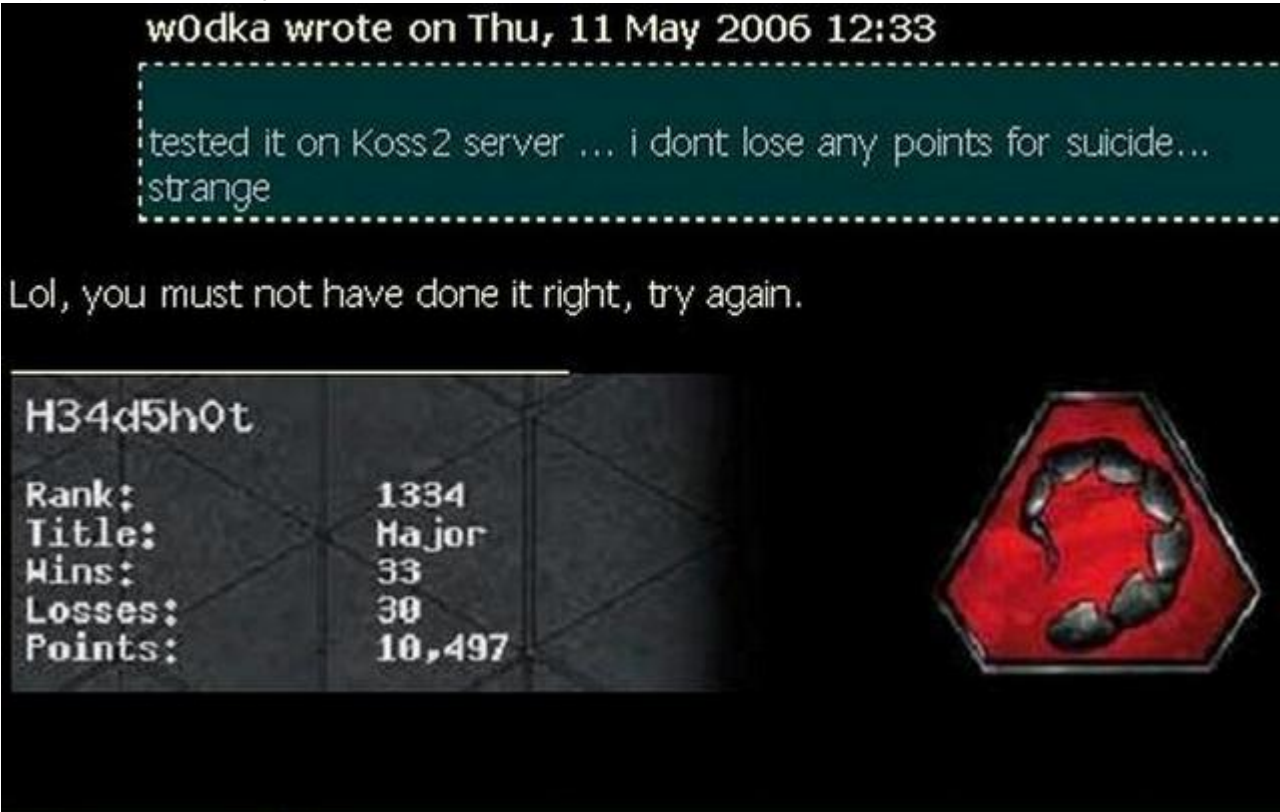 w0dka wrote on Thu, 11 May 2006 12:33
tested it on Koss2 server ... i dont lose any points for suicide...
strange
Lol, you must not have done it right, try again.
H34d5h0t
Rank: 1334
Title: Major
Wins: 33
Losses: 30
Points: 10,497